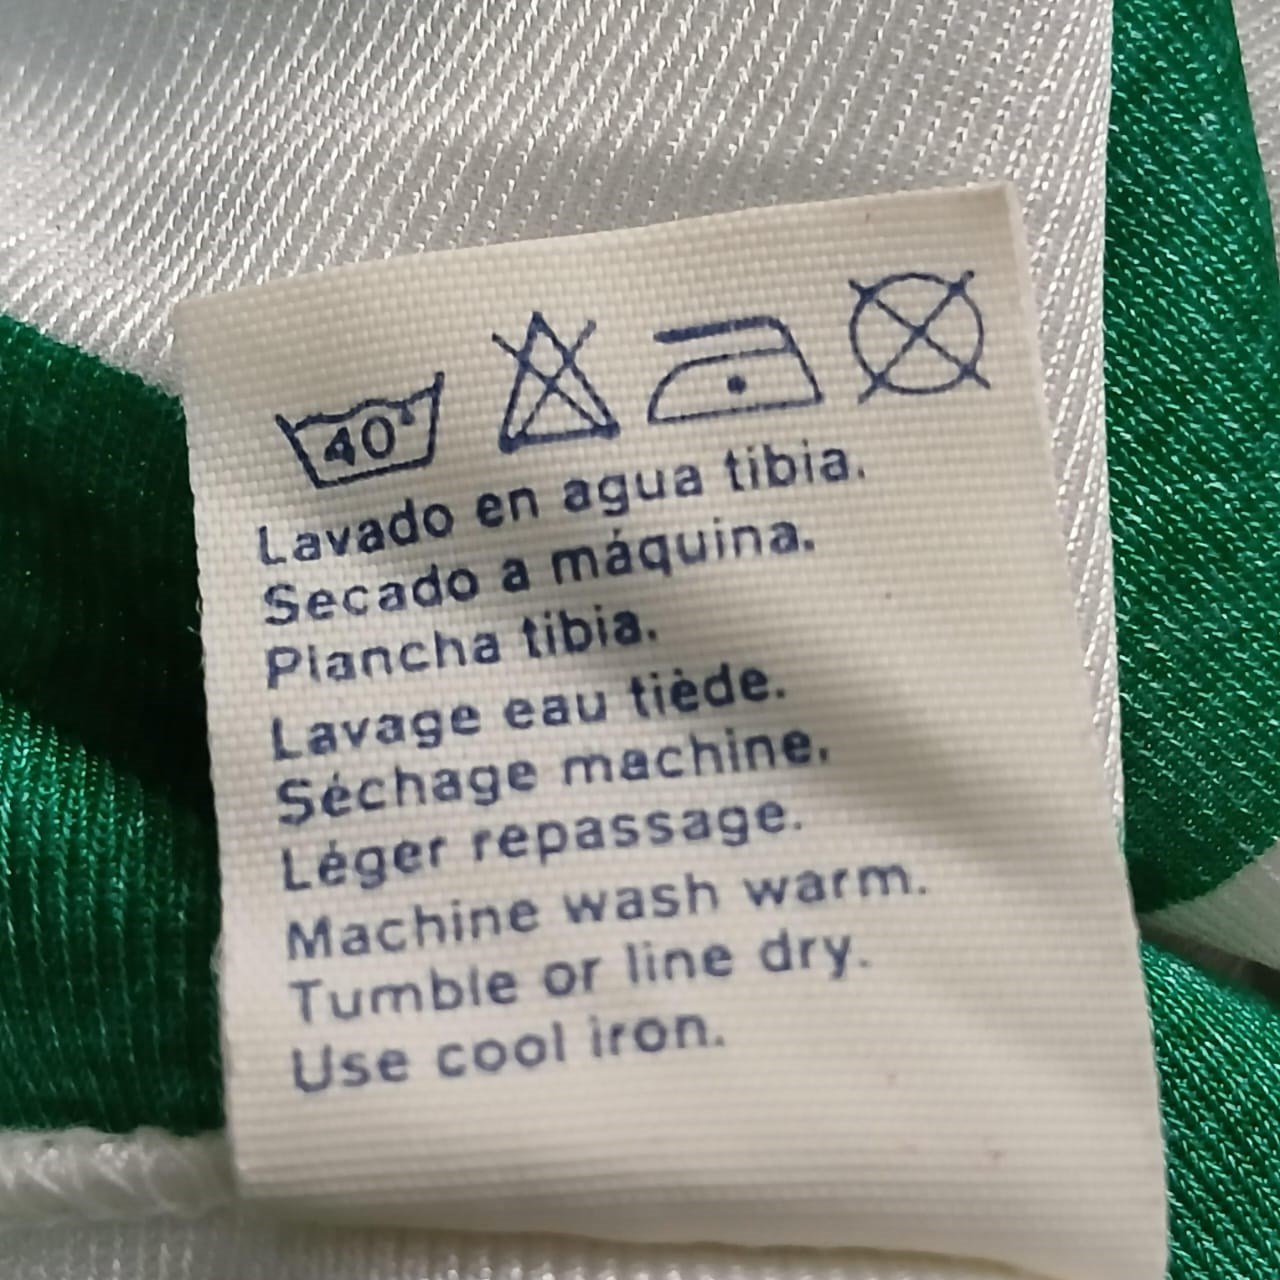 40°
Lavado en agua tibia.
Secado a máquina.
Plancha tibia.
Lavage eau tiède.
Séchage machine.
Léger repassage.
Machine wash warm.
Tumble or line dry.
Use cool iron.